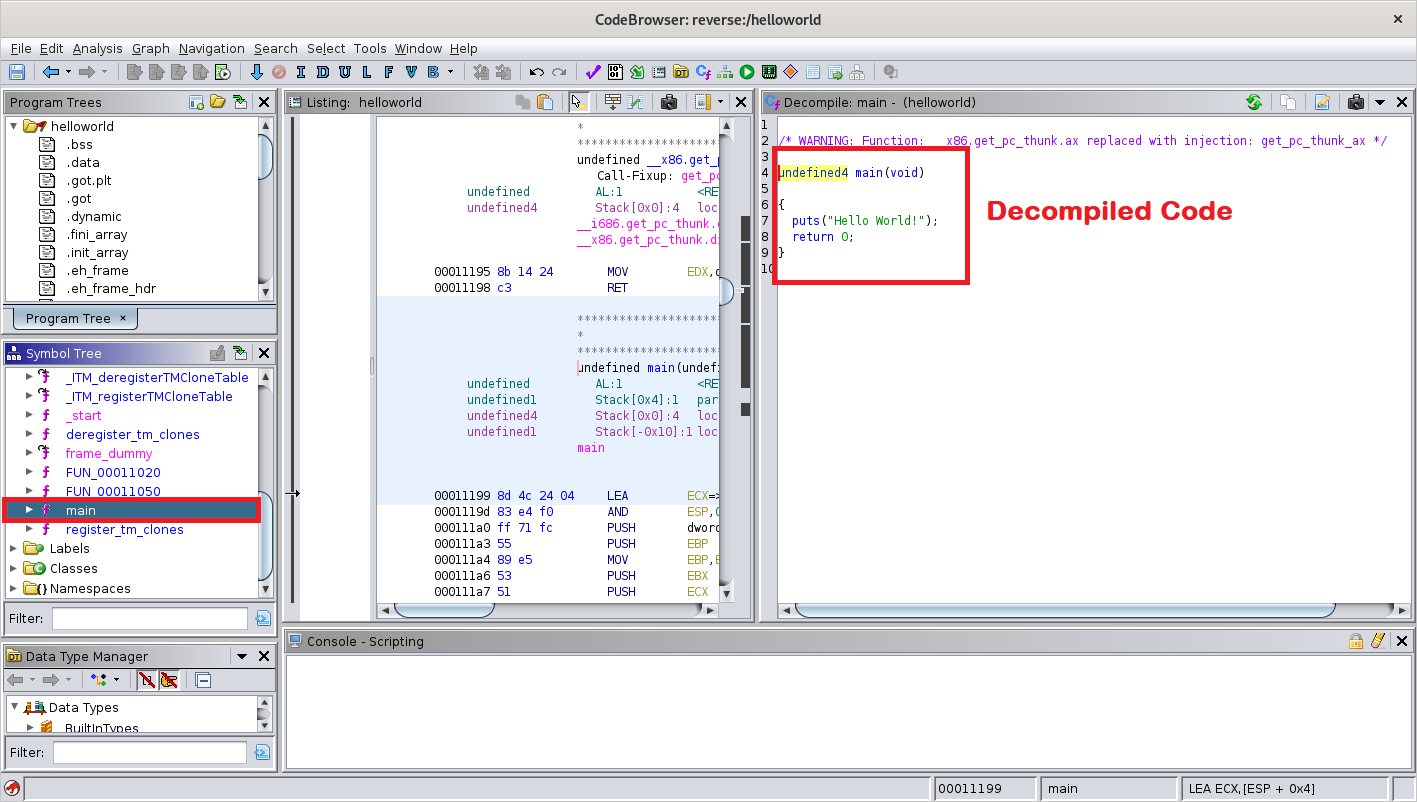 CodeBrowser: reverse:/helloworld
File Edit Analysis Graph Navigation Search Select Tools Window Help
I D U L F V B
Program Trees
helloworld
.bss
.data
.got.plt
.got
.dynamic
.fini_array
.init_array
.eh_frame
.eh_frame_hdr
Program Tree ×
Symbol Tree
_ITM_deregisterTMCloneTable
_ITM_registerTMCloneTable
_start
deregister_tm_clones
frame_dummy
FUN_00011020
FUN_00011050
main
register_tm_clones
Labels
Classes
Namespaces
Filter:
Data Type Manager
Data Types
BuiltInTypes
Filter:
Listing: helloworld
*
***********************
undefined __x86.get_p
Call-Fixup: get_pc
undefined AL:1 <RE
undefined4 Stack[0x0]:4 loc
__i686.get_pc_thunk.
__x86.get_pc_thunk.d
00011195 8b 14 24 MOV EDX,
00011198 c3 RET
***********************
*
***********************
undefined main(undef
undefined AL:1 <RE
undefined1 Stack[0x4]:1 par
undefined4 Stack[0x0]:4 loc
undefined1 Stack[-0x10]:1 loc
main
00011199 8d 4c 24 04 LEA ECX=>
0001119d 83 e4 f0 AND ESP,
000111a0 ff 71 fc PUSH dword
000111a3 55 PUSH EBP
000111a4 89 e5 MOV EBP,
000111a6 53 PUSH EBX
000111a7 51 PUSH ECX
Decompile: main - (helloworld)
1
2 /* WARNING: Function: __x86.get_pc_thunk.ax replaced with injection: get_pc_thunk_ax */
3
4 undefined4 main(void)
5
6 {
7 puts("Hello World!");
8 return 0;
9 }
10
Decompiled Code
Console - Scripting
00011199 main LEA ECX,[ESP + 0x4]